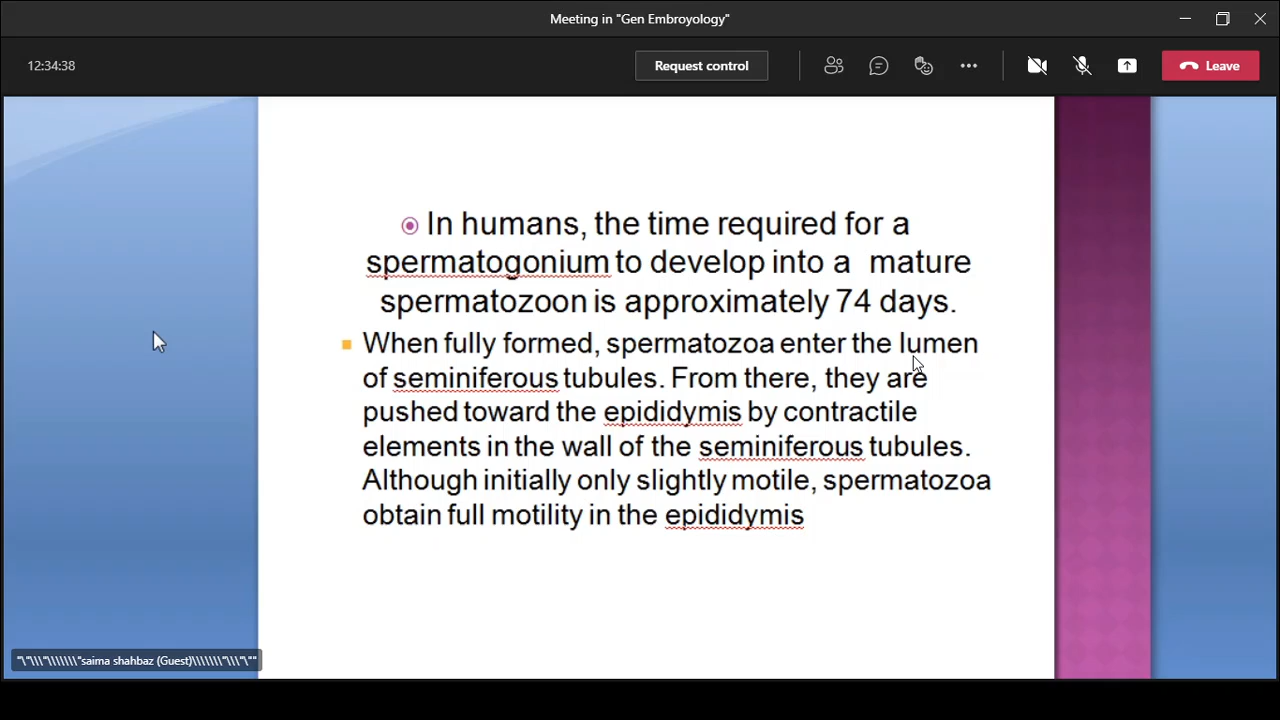 Meeting in "Gen Embroyology"
12:34:38
Request control
Leave
In humans, the time required for a
spermatogonium to develop into a mature
spermatozoon is approximately 74 days.
When fully formed, spermatozoa enter the lumen
of seminiferous tubules. From there, they are
pushed toward the epididymis by contractile
elements in the wall of the seminiferous tubules.
Although initially only slightly motile, spermatozoa
obtain full motility in the epididymis
"\"\\\"\\\\\\\"saima shahbaz (Guest)\\\\\\\"\\\"\""